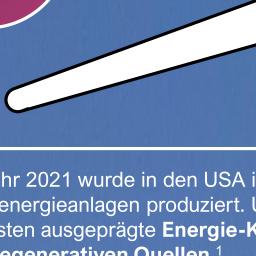 hr 2021 wurde in den USA i
energieanlagen produziert. U
sten ausgeprägte Energie-K
egenerativen Quellen.¹